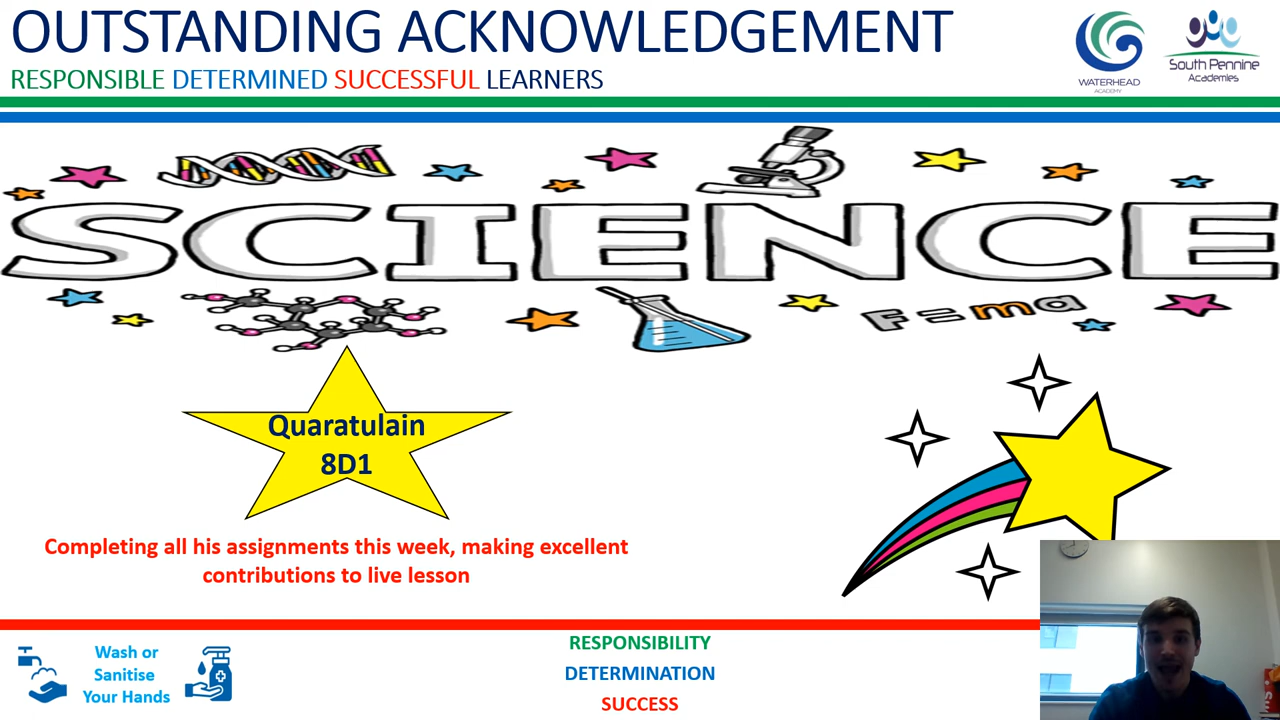 OUTSTANDING ACKNOWLEDGEMENT
RESPONSIBLE DETERMINED SUCCESSFUL LEARNERS
WATERHEAD
ACADEMY
South Pennine
Academies
SCIENCE
F=ma
Quaratulain
8D1
Completing all his assignments this week, making excellent
contributions to live lesson
Wash or
Sanitise
Your Hands
RESPONSIBILITY
DETERMINATION
SUCCESS